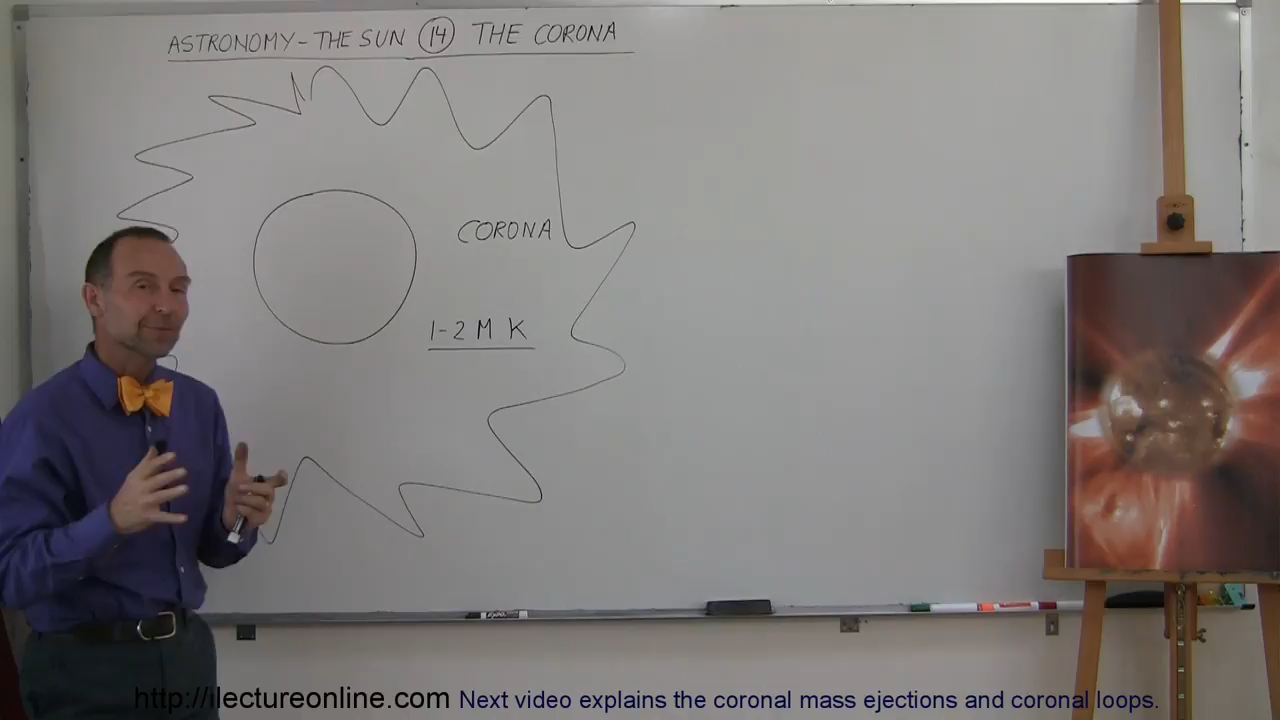 ASTRONOMY - THE SUN 14 THE CORONA
CORONA
1-2 M K
EXPO
http://ilectureonline.com Next video explains the coronal mass ejections and coronal loops.